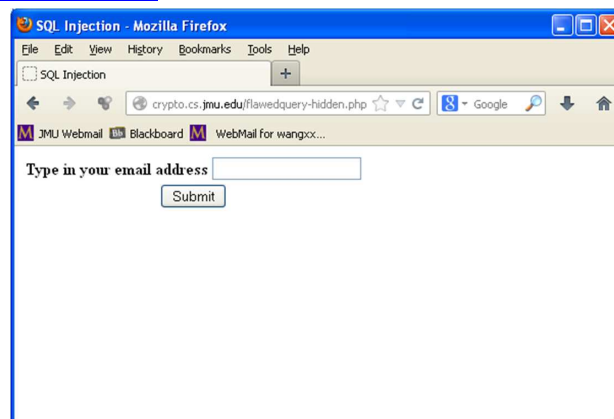 SQL Injection - Mozilla Firefox
File Edit View History Bookmarks Tools Help
SQL Injection
crypto.cs.jmu.edu/flawedquery-hidden.php Google
JMU Webmail Bb Blackboard WebMail for wangxx...
Type in your email address
Submit